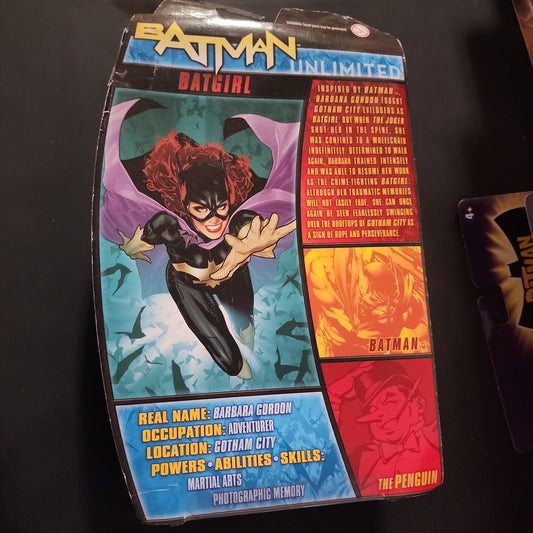 BATMAN
UNLIMITED
BATGIRL
INSPIRED BY BATMAN,
BARBARA GORDON FOUGHT
GOTHAM CITY EVILDOERS AS
BATGIRL. BUT WHEN THE JOKER
SHOT HER IN THE SPINE, SHE
WAS CONFINED TO A WHEELCHAIR
INDEFINITELY. DETERMINED TO WALK
AGAIN, BARBARA TRAINED INTENSELY
AND WAS ABLE TO RESUME HER WORK
AS THE CRIME-FIGHTING BATGIRL.
ALTHOUGH HER TRAUMATIC MEMORIES
WILL NOT EASILY FADE, SHE CAN ONCE
AGAIN BE SEEN FEARLESSLY SWINGING
OVER THE ROOFTOPS OF GOTHAM CITY AS
A SIGN OF HOPE AND PERSEVERANCE.
BATMAN
THE PENGUIN
REAL NAME: BARBARA GORDON
OCCUPATION: ADVENTURER
LOCATION: GOTHAM CITY
POWERS • ABILITIES • SKILLS:
MARTIAL ARTS
PHOTOGRAPHIC MEMORY
4+